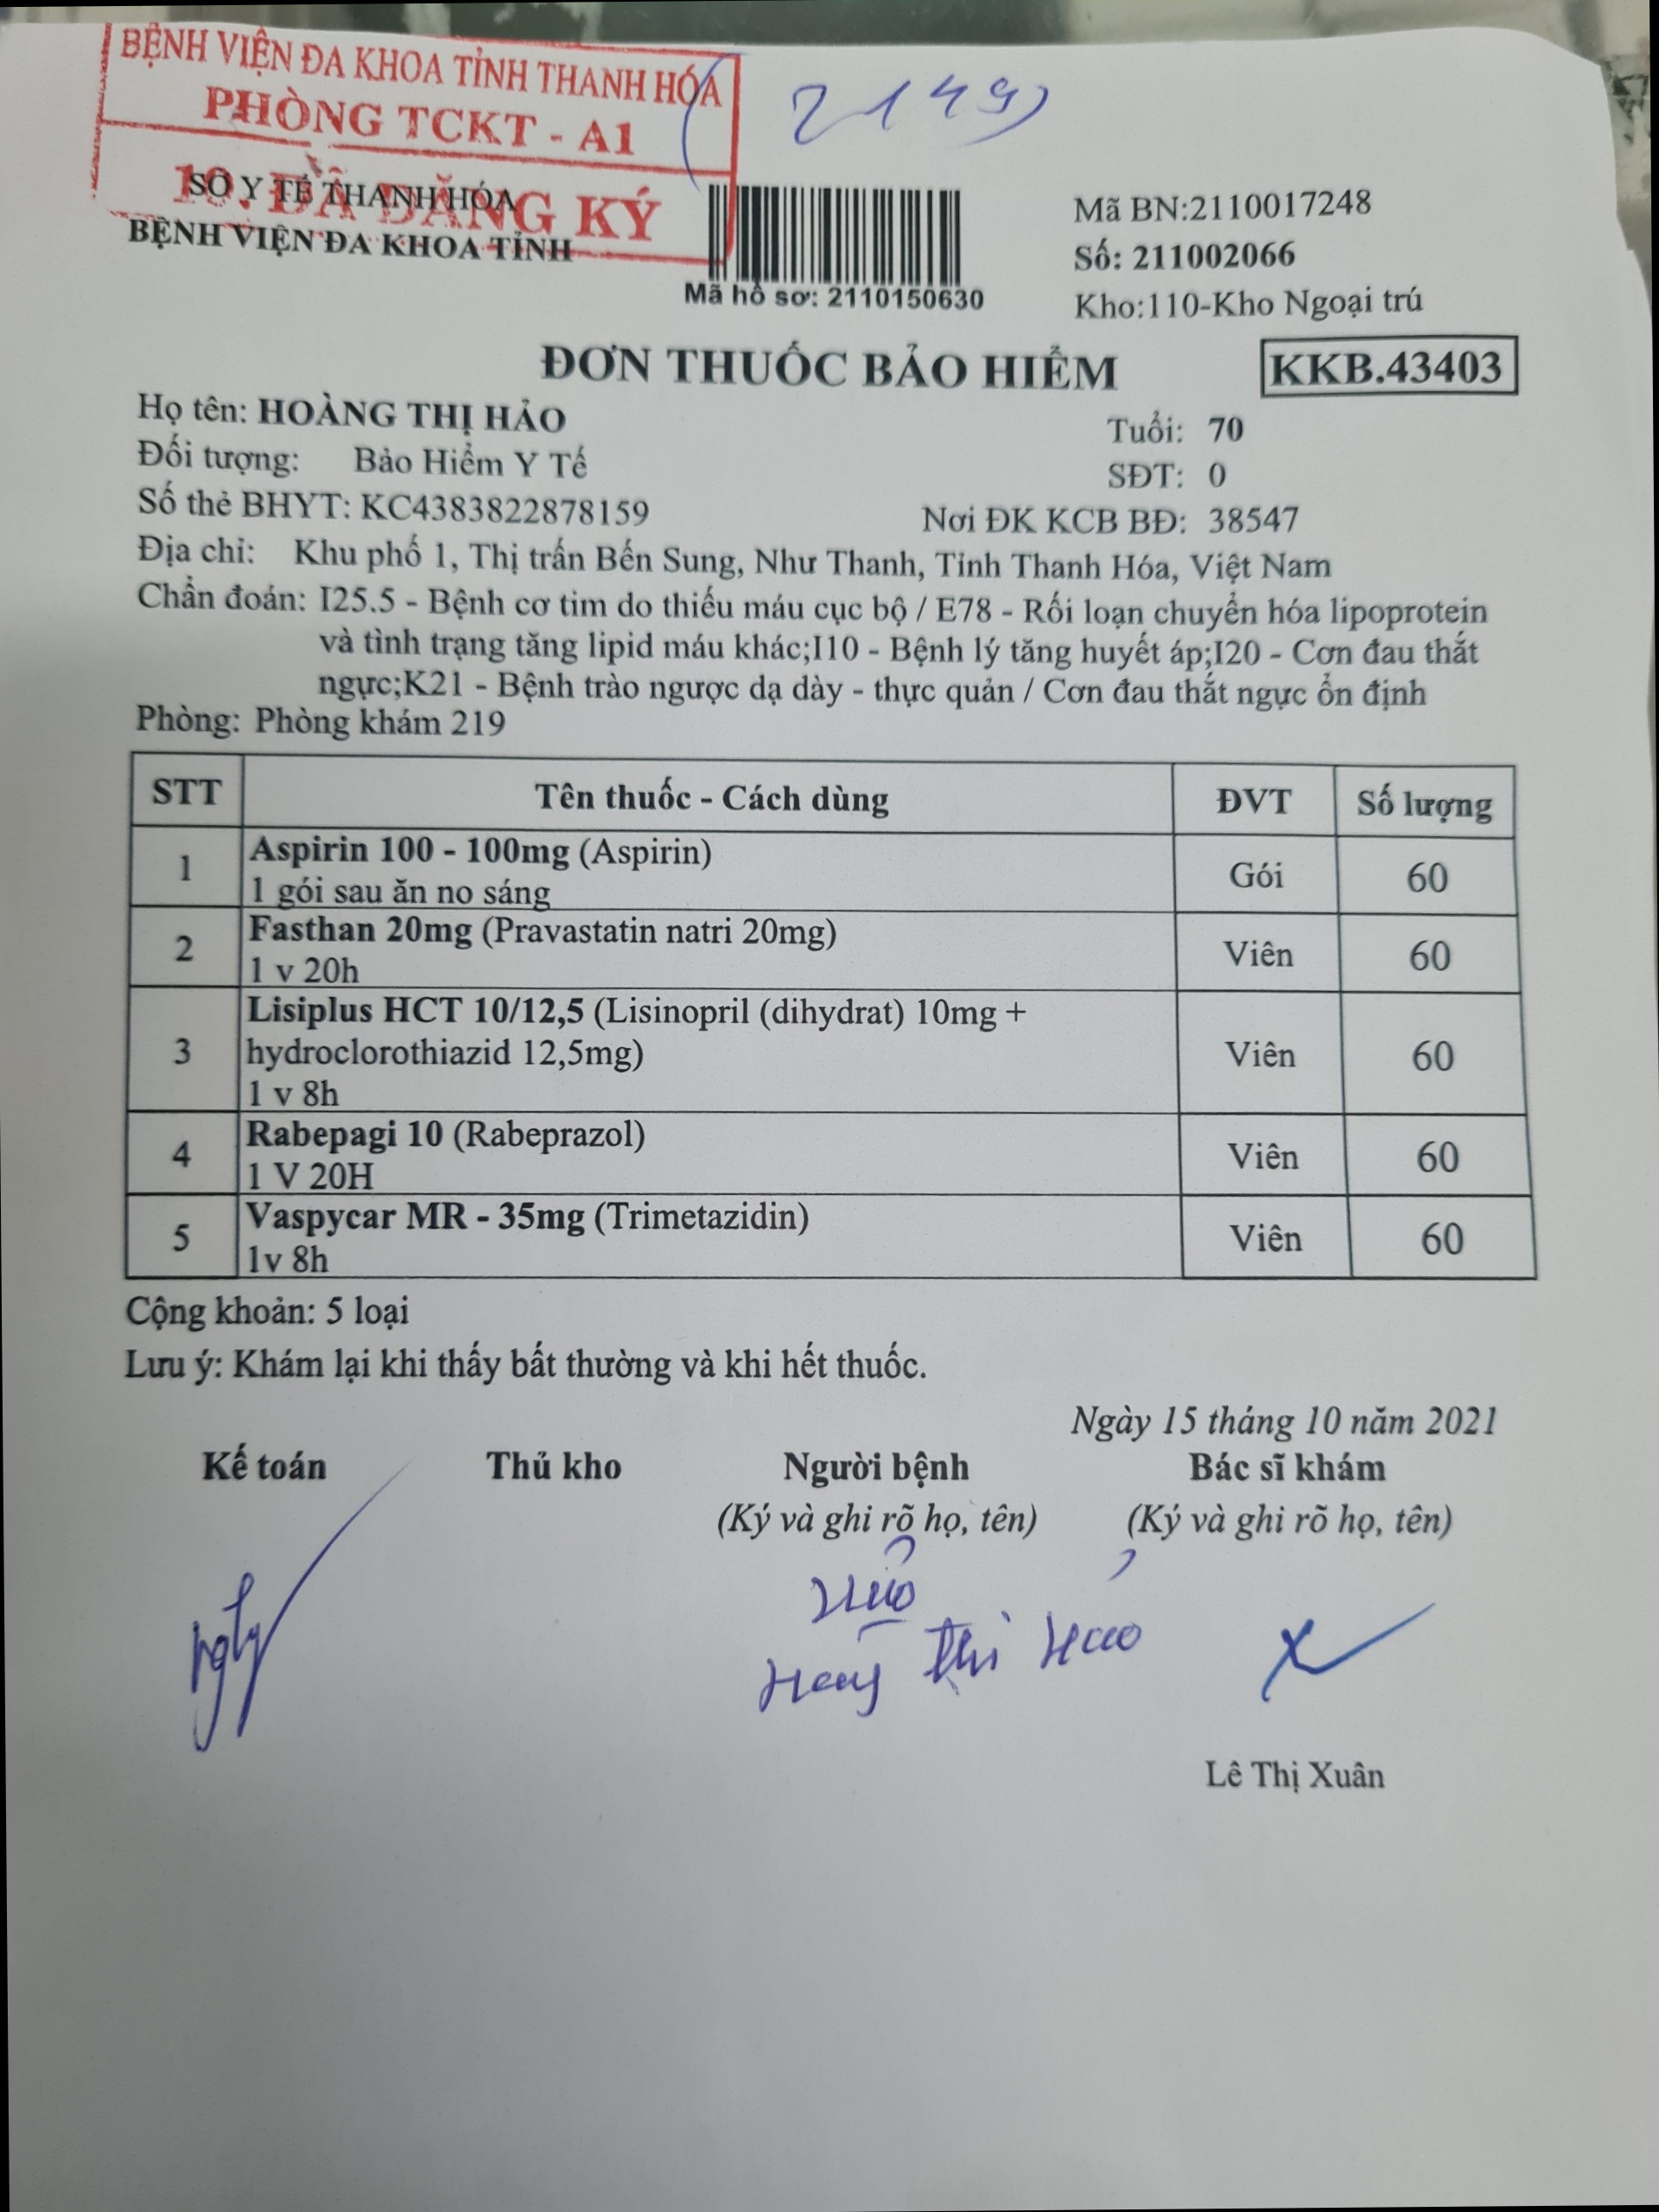 BỆNH VIỆN ĐA KHOA TỈNH THANH HÓA
PHÒNG TCKT - A1
ĐÃ ĐĂNG KÝ
2149
SỞ Y TẾ THANH HÓA
BỆNH VIỆN ĐA KHOA TỈNH
Mã hồ sơ: 2110150630
Mã BN:2110017248
Số: 211002066
Kho:110-Kho Ngoại trú
ĐƠN THUỐC BẢO HIỂM
KKB.43403
Họ tên: HOÀNG THỊ HẢO
Tuổi: 70
Đối tượng: Bảo Hiểm Y Tế
SĐT: 0
Số thẻ BHYT: KC4383822878159
Nơi ĐK KCB BĐ: 38547
Địa chỉ: Khu phố 1, Thị trấn Bến Sung, Như Thanh, Tỉnh Thanh Hóa, Việt Nam
Chẩn đoán: I25.5 - Bệnh cơ tim do thiếu máu cục bộ / E78 - Rối loạn chuyển hóa lipoprotein
và tình trạng tăng lipid máu khác;I10 - Bệnh lý tăng huyết áp;I20 - Cơn đau thắt
ngực;K21 - Bệnh trào ngược dạ dày - thực quản / Cơn đau thắt ngực ổn định
Phòng: Phòng khám 219
STT Tên thuốc - Cách dùng ĐVT Số lượng
1 Aspirin 100 - 100mg (Aspirin) Gói 60
1 gói sau ăn no sáng
2 Fasthan 20mg (Pravastatin natri 20mg) Viên 60
1 v 20h
3 Lisiplus HCT 10/12,5 (Lisinopril (dihydrat) 10mg +
hydroclorothiazid 12,5mg) Viên 60
1 v 8h
4 Rabepagi 10 (Rabeprazol) Viên 60
1 V 20H
5 Vaspycar MR - 35mg (Trimetazidin) Viên 60
1v 8h
Cộng khoản: 5 loại
Lưu ý: Khám lại khi thấy bất thường và khi hết thuốc.
Ngày 15 tháng 10 năm 2021
Kế toán Thủ kho Người bệnh Bác sĩ khám
(Ký và ghi rõ họ, tên) (Ký và ghi rõ họ, tên)
Hảo
Thị Hảo
Lê Thị Xuân